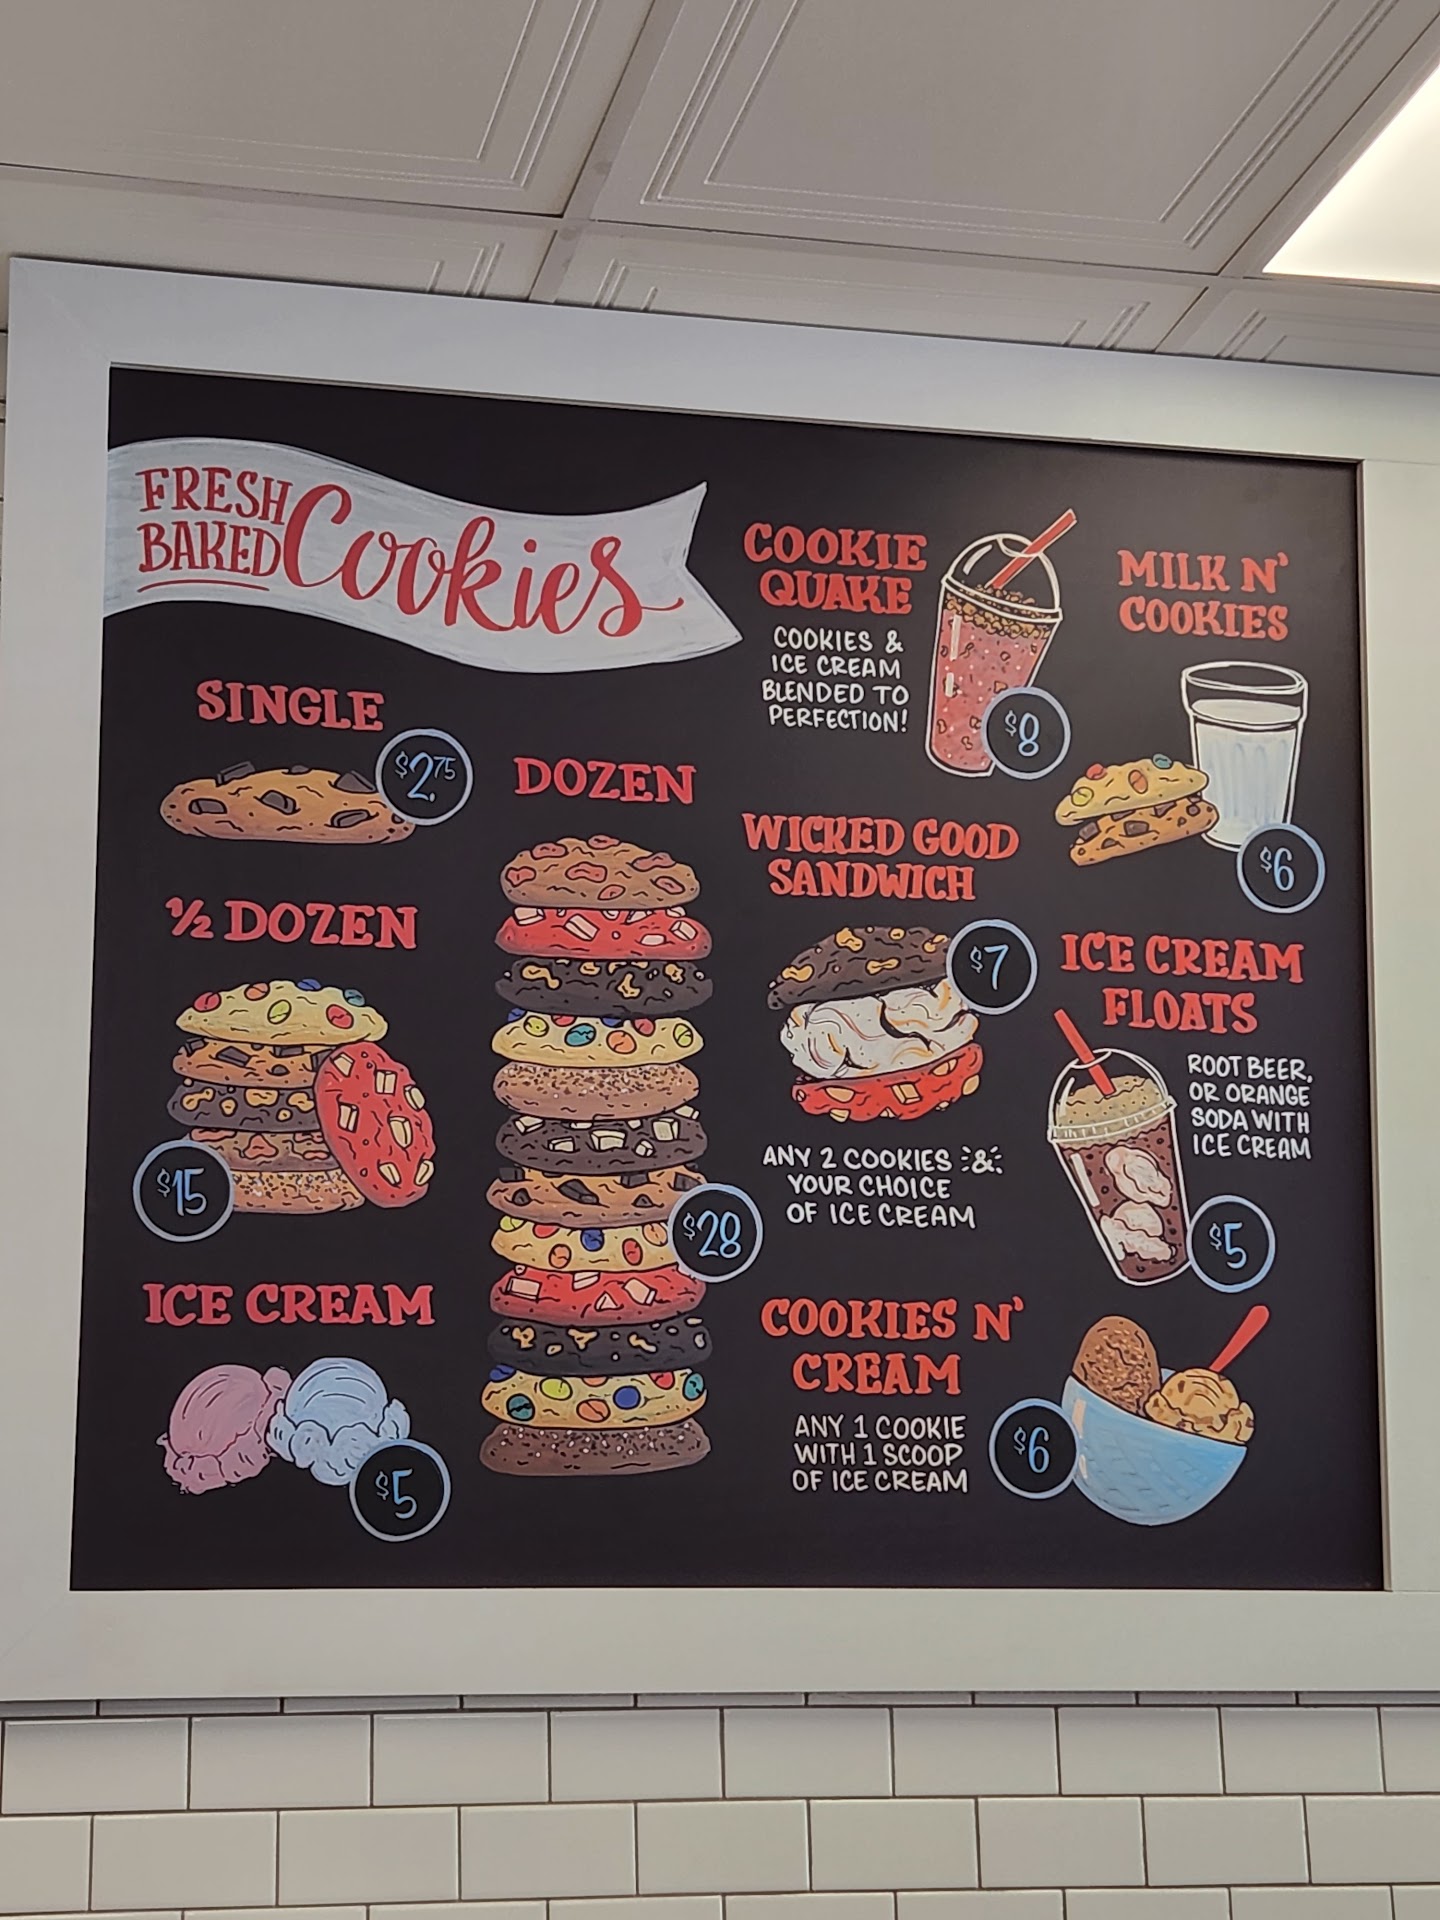 FRESH
BAKED
Cookies
SINGLE
$2.75
½ DOZEN
$15
ICE CREAM
$5
DOZEN
$28
COOKIE
QUAKE
COOKIES &
ICE CREAM
BLENDED TO
PERFECTION!
$8
WICKED GOOD
SANDWICH
$7
ANY 2 COOKIES &
YOUR CHOICE
OF ICE CREAM
COOKIES N'
CREAM
ANY 1 COOKIE
WITH 1 SCOOP
OF ICE CREAM
$6
MILK N'
COOKIES
$6
ICE CREAM
FLOATS
ROOT BEER,
OR ORANGE
SODA WITH
ICE CREAM
$5